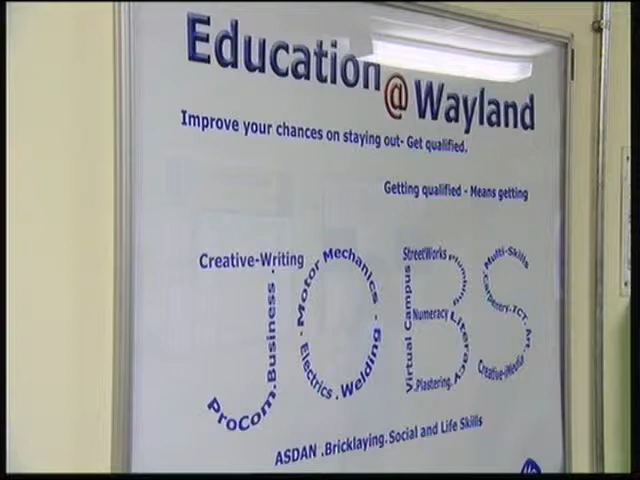 Education@Wayland
Improve your chances on staying out- Get qualified.
Getting qualified - Means getting
Creative-Writing
ProCom.Business.
Motor Mechanics.
Electrics.Welding.
StreetWorks Plumbing
Virtual Campus
Numeracy Literacy
.Plastering.
Multi-Skills
Carpentry.ICT. Art.
Creative-iMedia
ASDAN .Bricklaying.Social and Life Skills